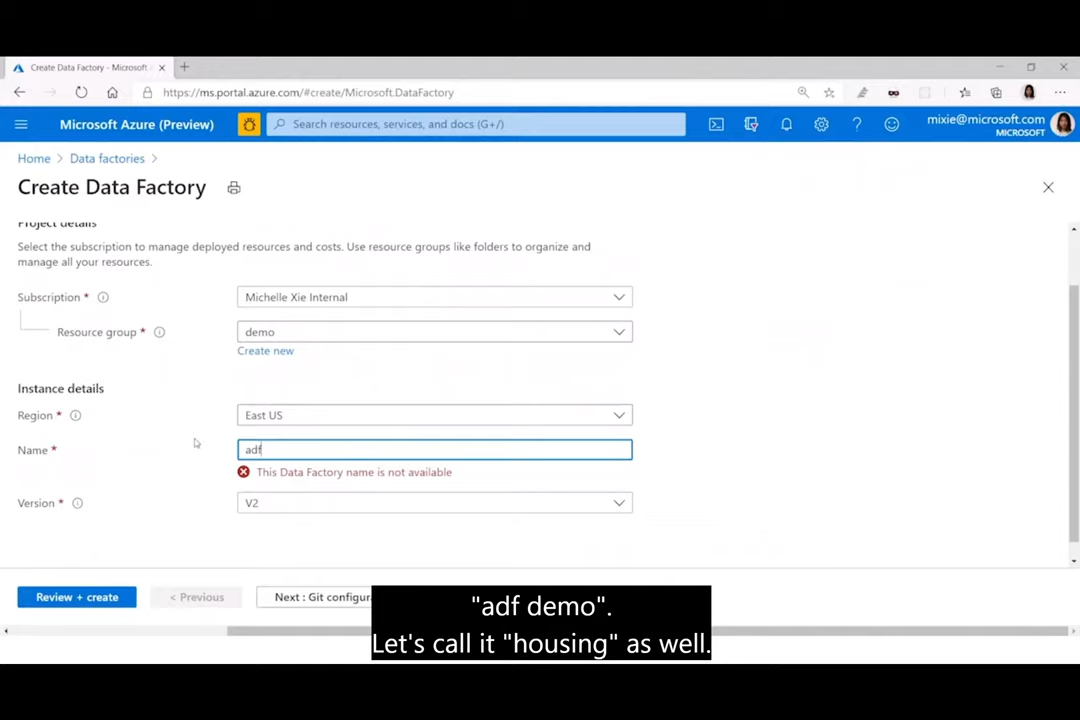 Create Data Factory - Microsoft
https://ms.portal.azure.com/#create/Microsoft.DataFactory
Microsoft Azure (Preview)
Search resources, services, and docs (G+/)
mixie@microsoft.com
MICROSOFT
Home > Data factories >
Create Data Factory
Project details
Select the subscription to manage deployed resources and costs. Use resource groups like folders to organize and
manage all your resources.
Subscription *
Michelle Xie Internal
Resource group *
demo
Create new
Instance details
Region *
East US
Name *
adf
This Data Factory name is not available
Version *
V2
Review + create
< Previous
Next : Git configura
"adf demo".
Let's call it "housing" as well.